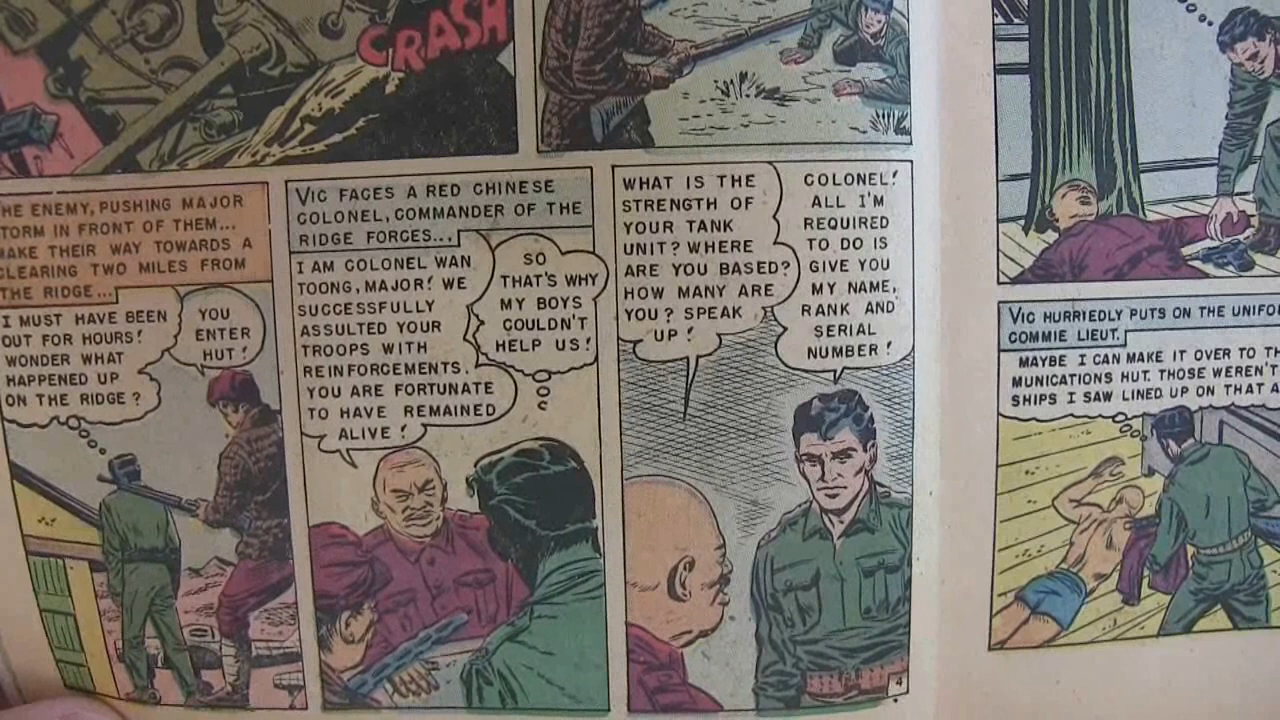 CRASH
HE ENEMY, PUSHING MAJOR
TORM IN FRONT OF THEM...
MAKE THEIR WAY TOWARDS A
CLEARING TWO MILES FROM
THE RIDGE...
I MUST HAVE BEEN
OUT FOR HOURS!
WONDER WHAT
HAPPENED UP
ON THE RIDGE?
YOU
ENTER
HUT!
VIC FACES A RED CHINESE
COLONEL, COMMANDER OF THE
RIDGE FORCES...
I AM COLONEL WAN
TOONG, MAJOR! WE
SUCCESSFULLY
ASSULTED YOUR
TROOPS WITH
REINFORCEMENTS.
YOU ARE FORTUNATE
TO HAVE REMAINED
ALIVE!
SO
THAT'S WHY
MY BOYS
COULDN'T
HELP US!
WHAT IS THE
STRENGTH OF
YOUR TANK
UNIT? WHERE
ARE YOU BASED?
HOW MANY ARE
YOU? SPEAK
UP!
COLONEL!
ALL I'M
REQUIRED
TO DO IS
GIVE YOU
MY NAME,
RANK AND
SERIAL
NUMBER!
4
VIC HURRIEDLY PUTS ON THE UNIFO
COMMIE LIEUT.
MAYBE I CAN MAKE IT OVER TO TH
MUNICATIONS HUT. THOSE WEREN'T
SHIPS I SAW LINED UP ON THAT A